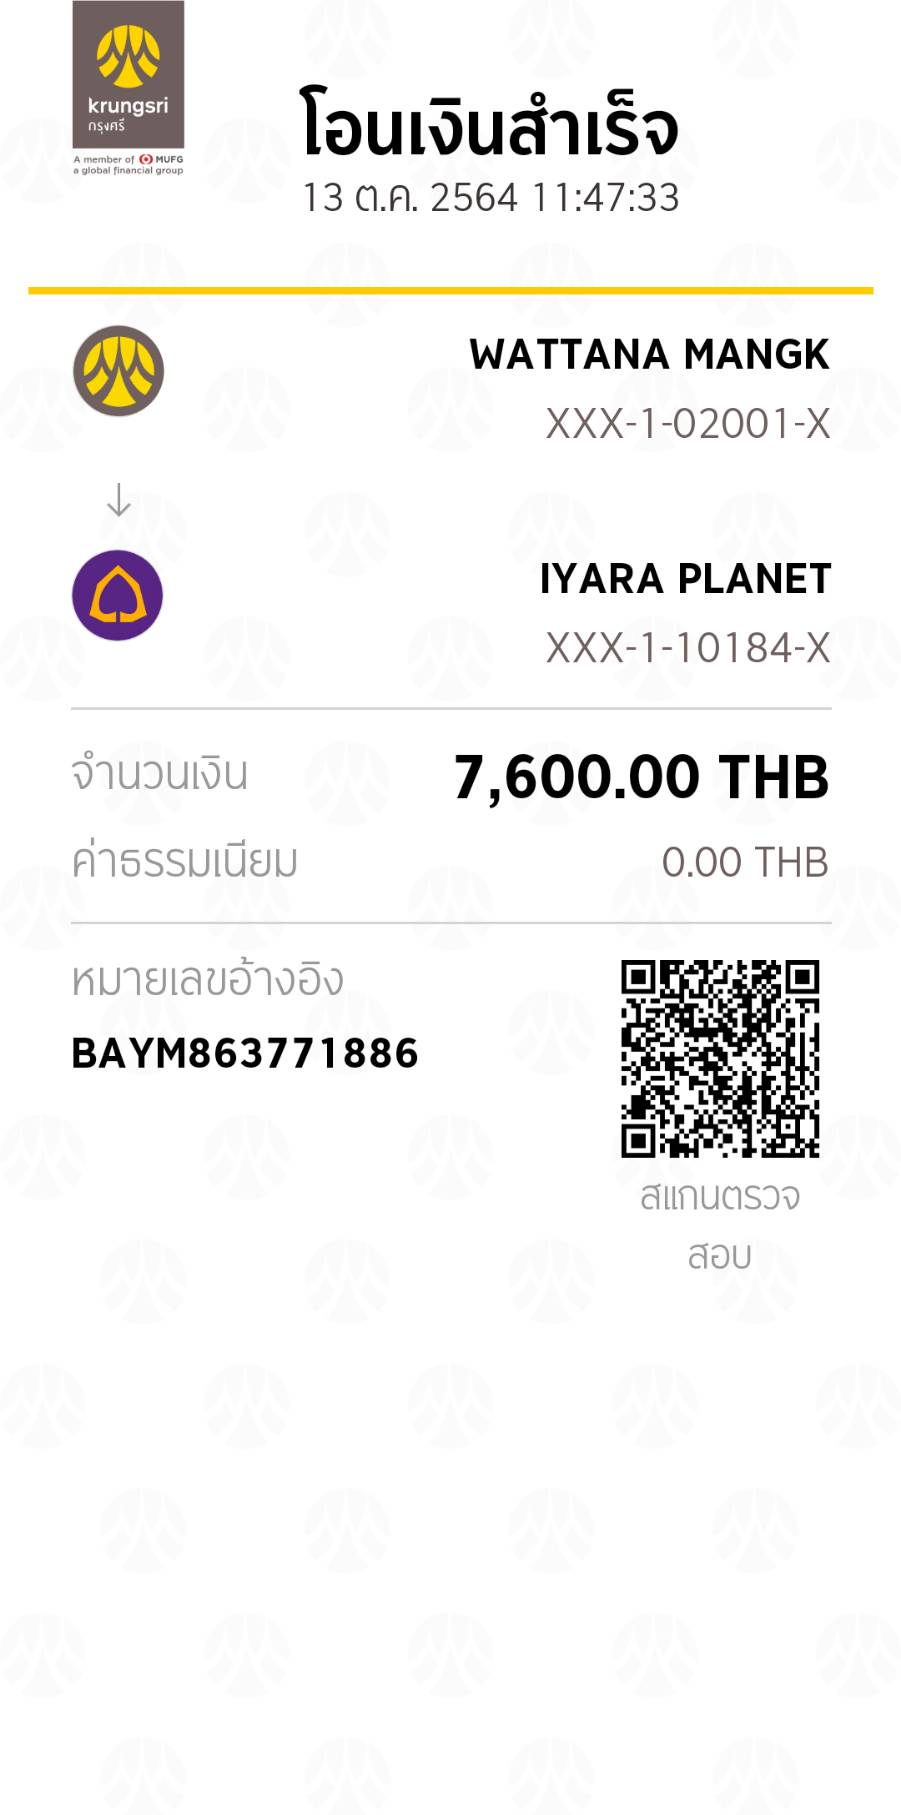 krungsri
กรุงศรี
A member of MUFG
a global financial group
โอนเงินสำเร็จ
13 ต.ค. 2564 11:47:33
WATTANA MANGK
XXX-1-02001-X
IYARA PLANET
XXX-1-10184-X
จำนวนเงิน 7,600.00 THB
ค่าธรรมเนียม 0.00 THB
หมายเลขอ้างอิง
BAYM863771886
สแกนตรวจ
สอบ